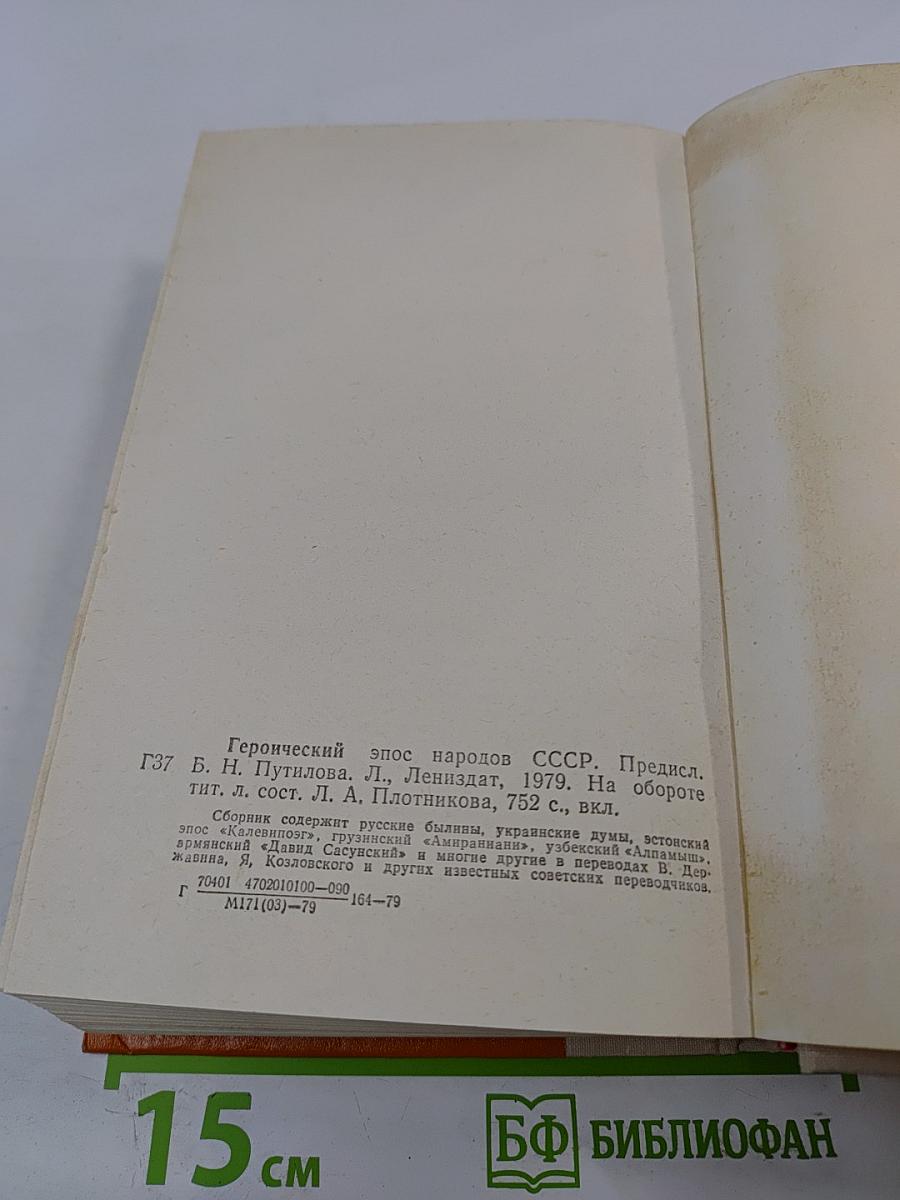 Героический эпос народов СССР. Предисл.
Г37 Б. Н. Путилова. Л., Лениздат, 1979. На обороте
тит. л. сост. Л. А. Плотникова, 752 с., вкл.
Сборник содержит русские былины, украинские думы, эстонский
эпос «Калевипоэг», грузинский «Амираниани», узбекский «Алпамыш»,
армянский «Давид Сасунский» и многие другие в переводах В. Дер-
жавина, Я. Козловского и других известных советских переводчиков.
Г 70401 4702010100—090 164—79
М171(03)—79
15 см
БФ БИБЛИОФАН